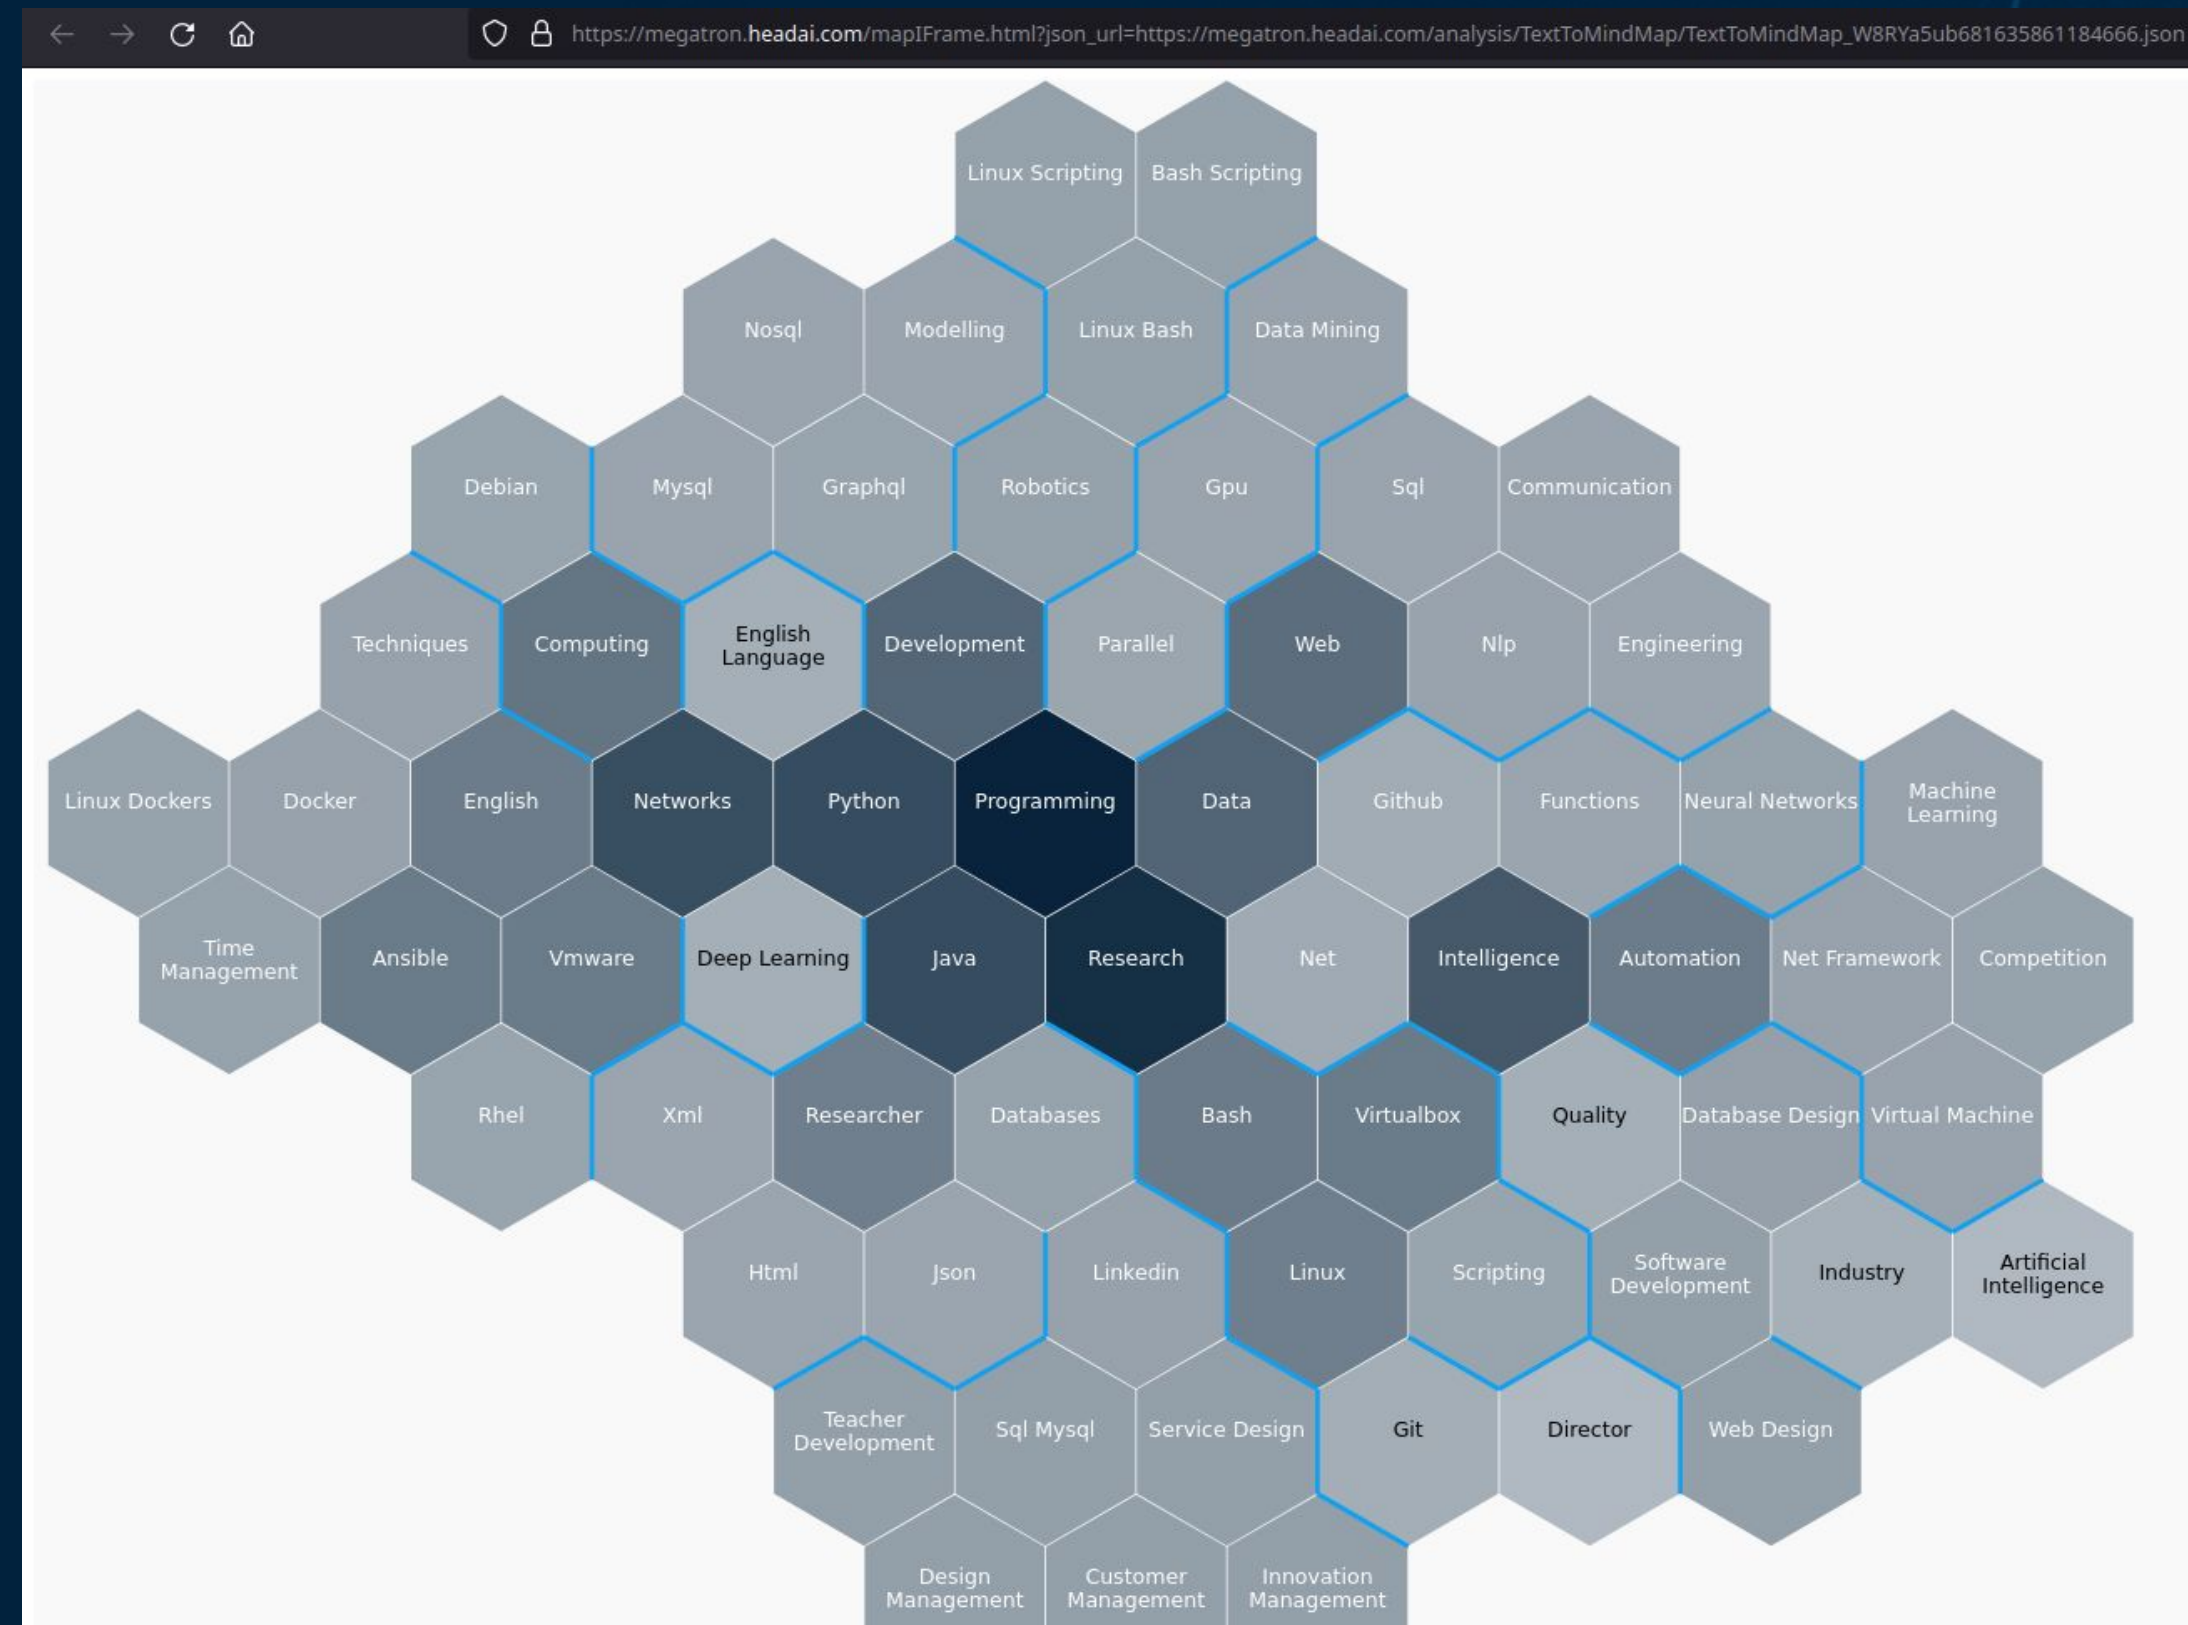 https://megatron.headai.com/mapIFrame.html?json_url=https://megatron.headai.com/analysis/TextToMindMap/TextToMindMap_W8RYa5ub681635861184666.json
Linux Scripting
Bash Scripting
Nosql
Modelling
Linux Bash
Data Mining
Debian
Mysql
Graphql
Robotics
Gpu
Sql
Communication
Techniques
Computing
English
Language
Development
Parallel
Web
Nlp
Engineering
Linux Dockers
Docker
English
Networks
Python
Programming
Data
Github
Functions
Neural Networks
Machine
Learning
Time
Management
Ansible
Vmware
Deep Learning
Java
Research
Net
Intelligence
Automation
Net Framework
Competition
Rhel
Xml
Researcher
Databases
Bash
Virtualbox
Quality
Database Design
Virtual Machine
Html
Json
Linkedin
Linux
Scripting
Software
Development
Industry
Artificial
Intelligence
Teacher
Development
Sql Mysql
Service Design
Git
Director
Web Design
Design
Management
Customer
Management
Innovation
Management